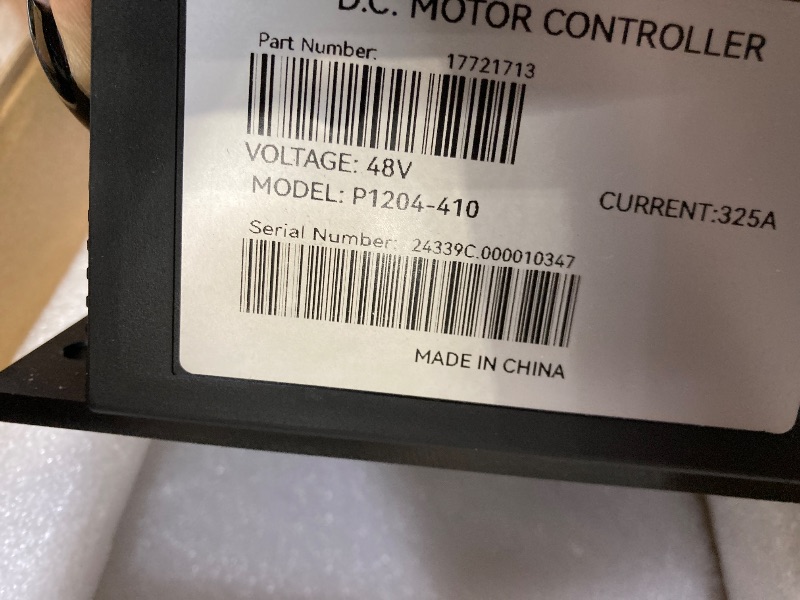 D.C. MOTOR CONTROLLER
Part Number: 17721713
VOLTAGE: 48V
MODEL: P1204-410
CURRENT:325A
Serial Number: 24339C.000010347
MADE IN CHINA